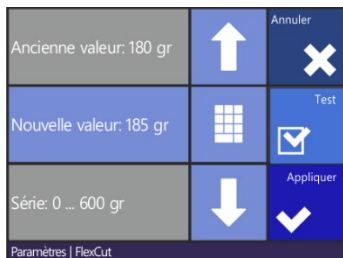 Annuler
Ancienne valeur: 180 gr
Test
Nouvelle valeur: 185 gr
Appliquer
Série: 0 ... 600 gr
Paramètres | FlexCut